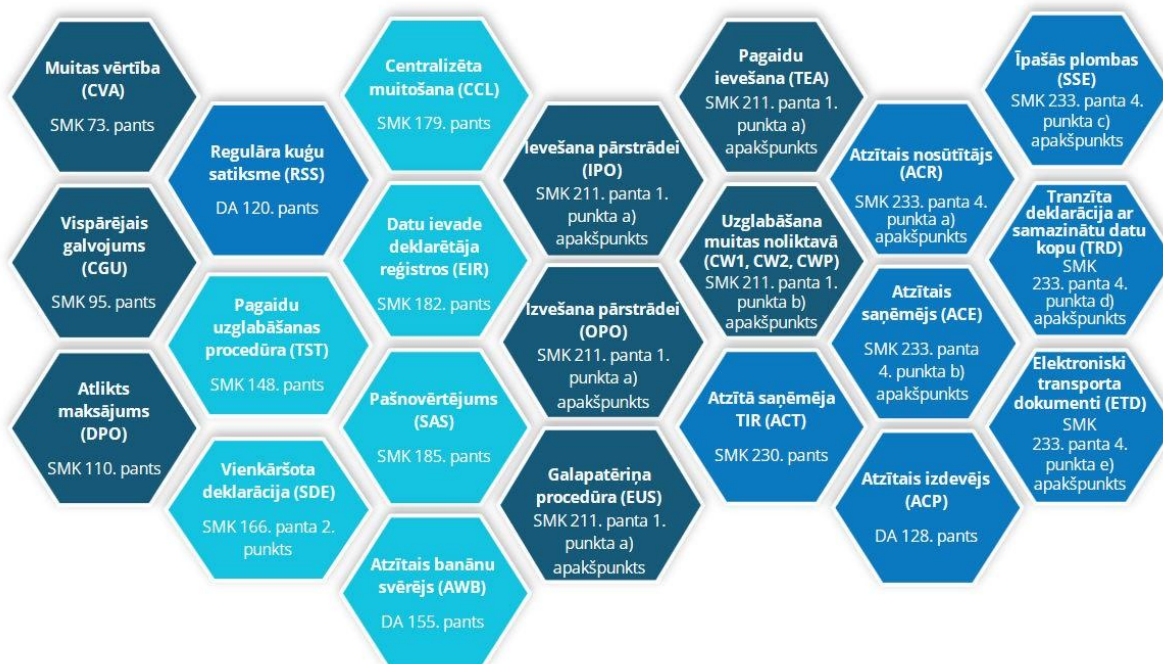 Muitas vērtība
(CVA)
SMK 73. pants
Vispārējais
galvojums
(CGU)
SMK 95. pants
Atlikts
maksājums
(DPO)
SMK 110. pants
Regulāra kuģu
satiksme (RSS)
DA 120. pants
Pagaidu
uzglabāšanas
procedūra (TST)
SMK 148. pants
Vienkāršota
deklarācija (SDE)
SMK 166. panta 2.
punkts
Centralizēta
muitošana (CCL)
SMK 179. pants
Datu ievade
deklarētāja
reģistros (EIR)
SMK 182. pants
Pašnovērtējums
(SAS)
SMK 185. pants
Atzītais banānu
svērējs (AWB)
DA 155. pants
Ievešana pārstrādei
(IPO)
SMK 211. panta 1.
punkta a)
apakšpunkts
Izvešana pārstrādei
(OPO)
SMK 211. panta 1.
punkta a)
apakšpunkts
Galapatēriņa
procedūra (EUS)
SMK 211. panta 1.
punkta a)
apakšpunkts
Pagaidu
ievešana (TEA)
SMK 211. panta 1.
punkta a)
apakšpunkts
Uzglabāšana
muitas noliktavā
(CW1, CW2, CWP)
SMK 211. panta 1.
punkta b)
apakšpunkts
Atzītā saņēmēja
TIR (ACT)
SMK 230. pants
Atzītais nosūtītājs
(ACR)
SMK 233. panta 4.
punkta a)
apakšpunkts
Atzītais
saņēmējs (ACE)
SMK 233. panta
4. punkta b)
apakšpunkts
Atzītais izdevējs
(ACP)
DA 128. pants
Īpašās plombas
(SSE)
SMK 233. panta 4.
punkta c)
apakšpunkts
Tranzīta
deklarācija ar
samazinātu datu
kopu (TRD)
SMK
233. panta 4.
punkta d)
apakšpunkts
Elektroniski
transporta
dokumenti (ETD)
SMK
233. panta 4.
punkta e)
apakšpunkts